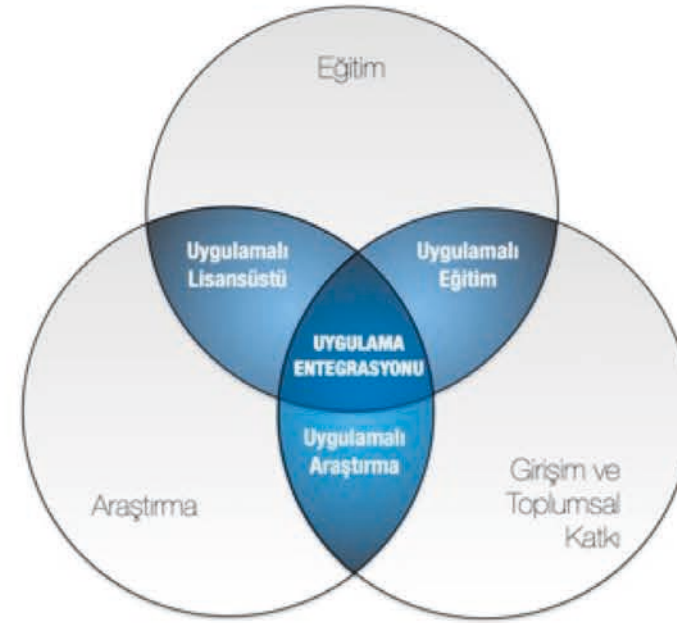 Eğitim
Uygulamalı
Lisansüstü
Uygulamalı
Eğitim
UYGULAMA
ENTEGRASYONU
Uygulamalı
Araştırma
Araştırma
Girişim ve
Toplumsal
Katkı